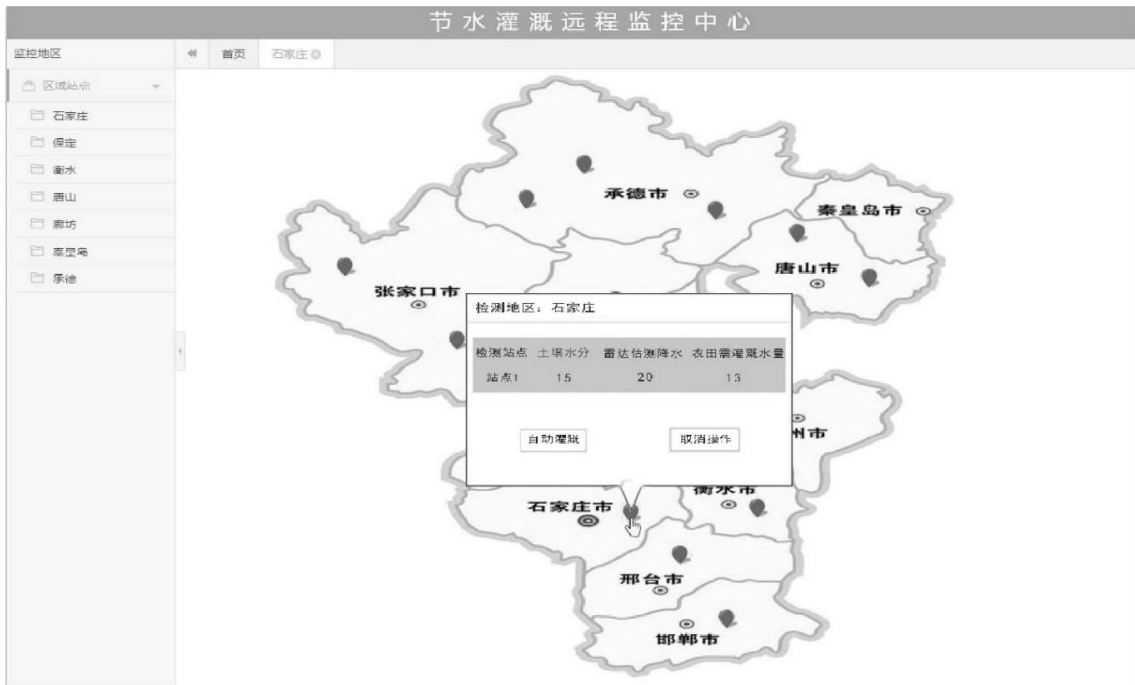 节水灌溉远程监控中心
监控地区
首页
石家庄
区域站点
石家庄
保定
衡水
唐山
廊坊
秦皇岛
承德
承德市
秦皇岛市
唐山市
张家口市
检测地区：石家庄
检测站点 土壤水分 雷达估测降水 农田需灌溉水量
站点1 15 20 13
自动灌溉 取消操作
州市
衡水市
石家庄市
邢台市
邯郸市